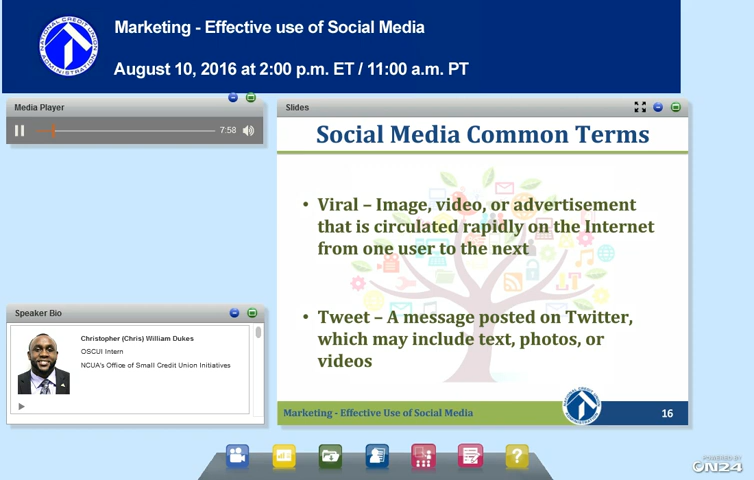 Marketing - Effective use of Social Media
August 10, 2016 at 2:00 p.m. ET / 11:00 a.m. PT
NATIONAL CREDIT UNION ADMINISTRATION
Media Player
7:58
Slides
Social Media Common Terms
• Viral – Image, video, or advertisement
that is circulated rapidly on the Internet
from one user to the next
• Tweet – A message posted on Twitter,
which may include text, photos, or
videos
Marketing - Effective Use of Social Media
16
Speaker Bio
Christopher (Chris) William Dukes
OSCUI Intern
NCUA's Office of Small Credit Union Initiatives
POWERED BY
ON24